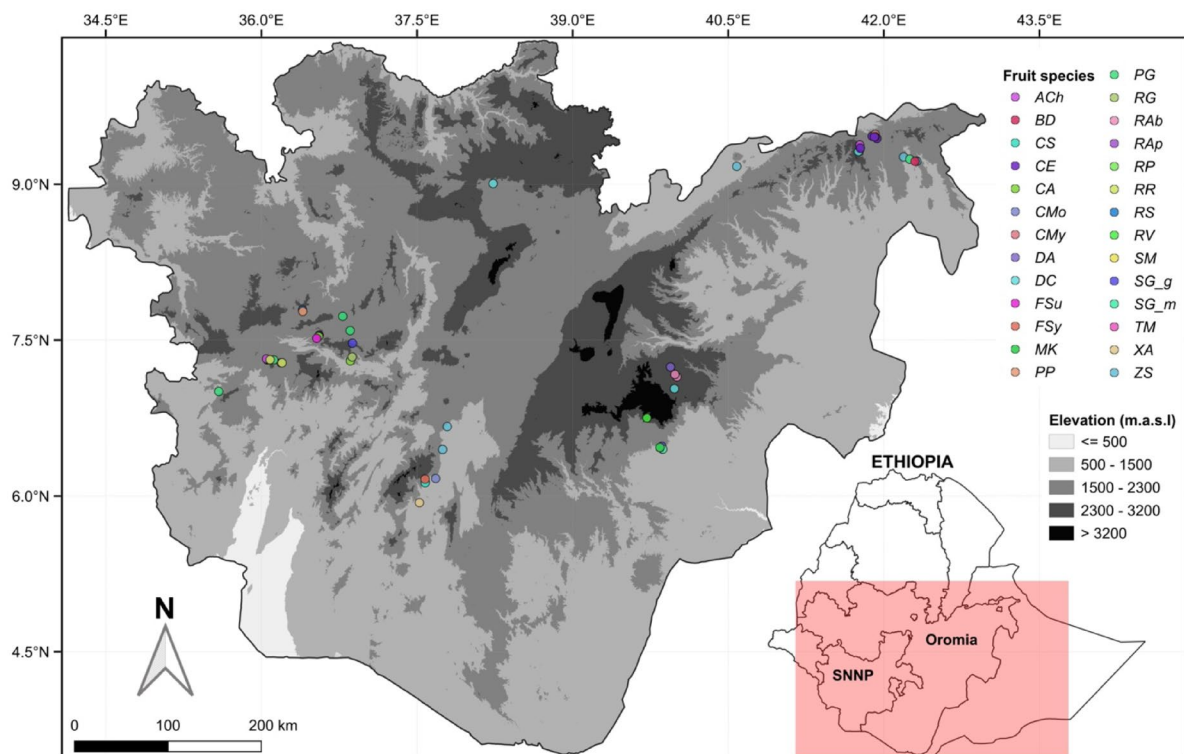 34.5°E 36.0°E 37.5°E 39.0°E 40.5°E 42.0°E 43.5°E
9.0°N
7.5°N
6.0°N
4.5°N
Fruit species
ACh
BD
CS
CE
CA
CMo
CMy
DA
DC
FSu
FSy
MK
PP
PG
RG
RAb
RAp
RP
RR
RS
RV
SM
SG_g
SG_m
TM
XA
ZS
Elevation (m.a.s.l)
<= 500
500 - 1500
1500 - 2300
2300 - 3200
> 3200
ETHIOPIA
Oromia
SNNP
N
0 100 200 km